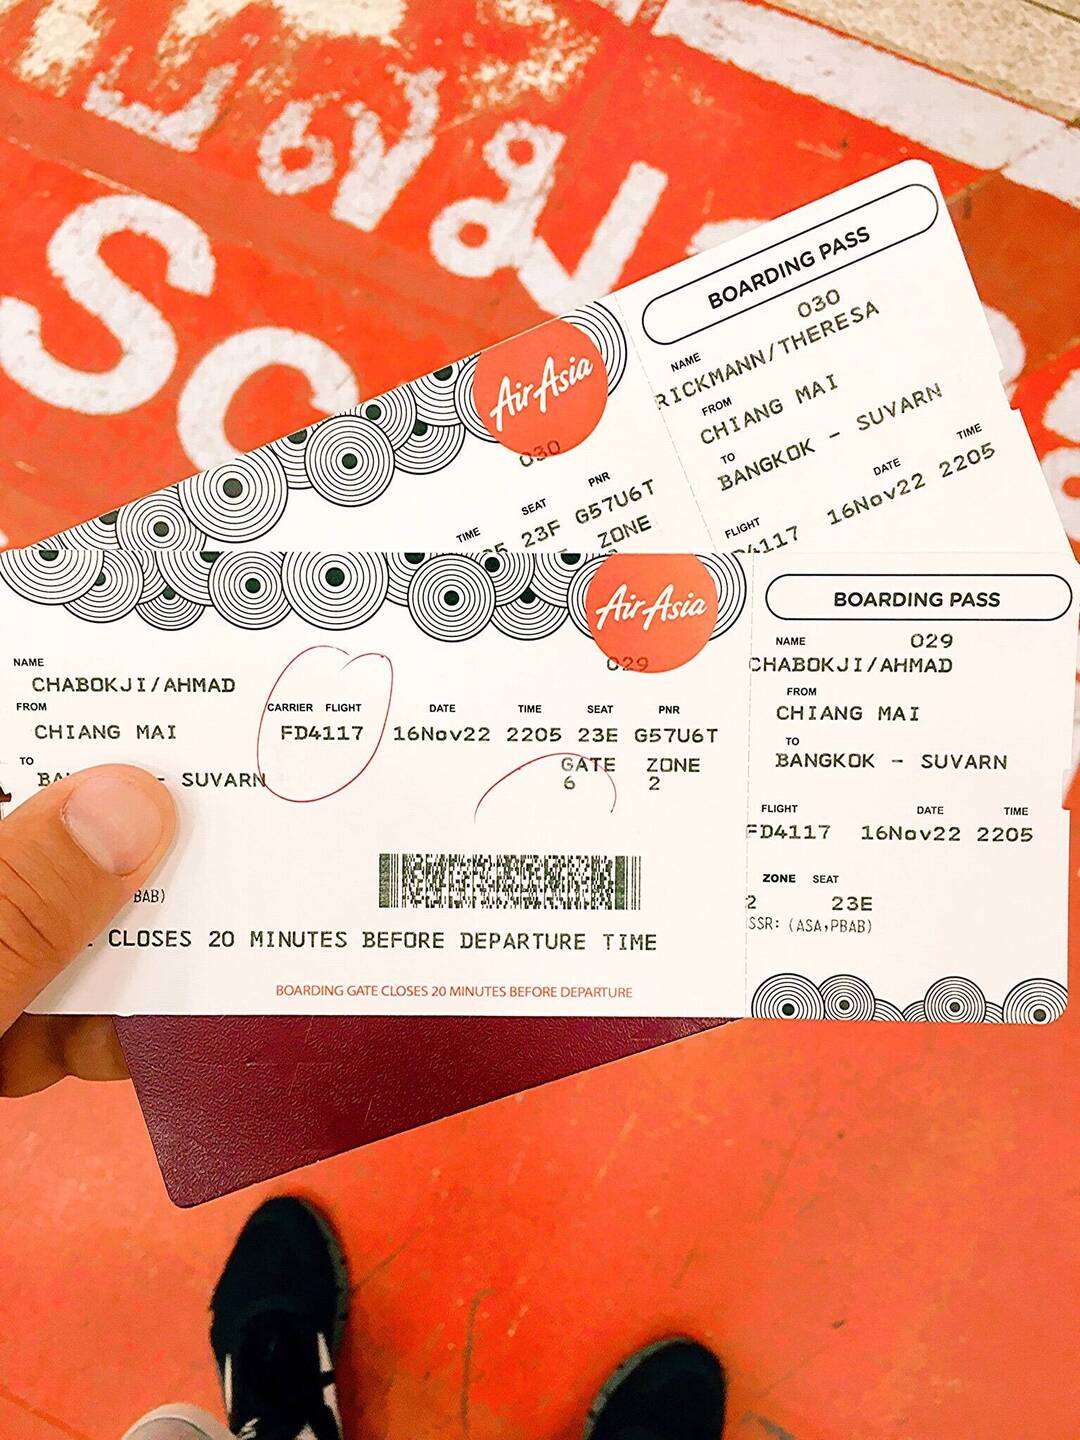 SC
BOARDING PASS
030
NAME
RICKMANN/THERESA
FROM
CHIANG MAI
TO
BANGKOK - SUVARN
DATE TIME
16Nov22 2205
FLIGHT
4117
AirAsia
030
TIME SEAT PNR
23F G57U6T
ZONE
AirAsia
029
NAME
CHABOKJI/AHMAD
FROM
CHIANG MAI
TO
SUVARN
CARRIER FLIGHT DATE TIME SEAT PNR
FD4117 16Nov22 2205 23E G57U6T
GATE ZONE
6 2
BAB)
CLOSES 20 MINUTES BEFORE DEPARTURE TIME
BOARDING GATE CLOSES 20 MINUTES BEFORE DEPARTURE
BOARDING PASS
NAME 029
CHABOKJI/AHMAD
FROM
CHIANG MAI
TO
BANGKOK - SUVARN
FLIGHT DATE TIME
FD4117 16Nov22 2205
ZONE SEAT
2 23E
SSR: (ASA,PBAB)